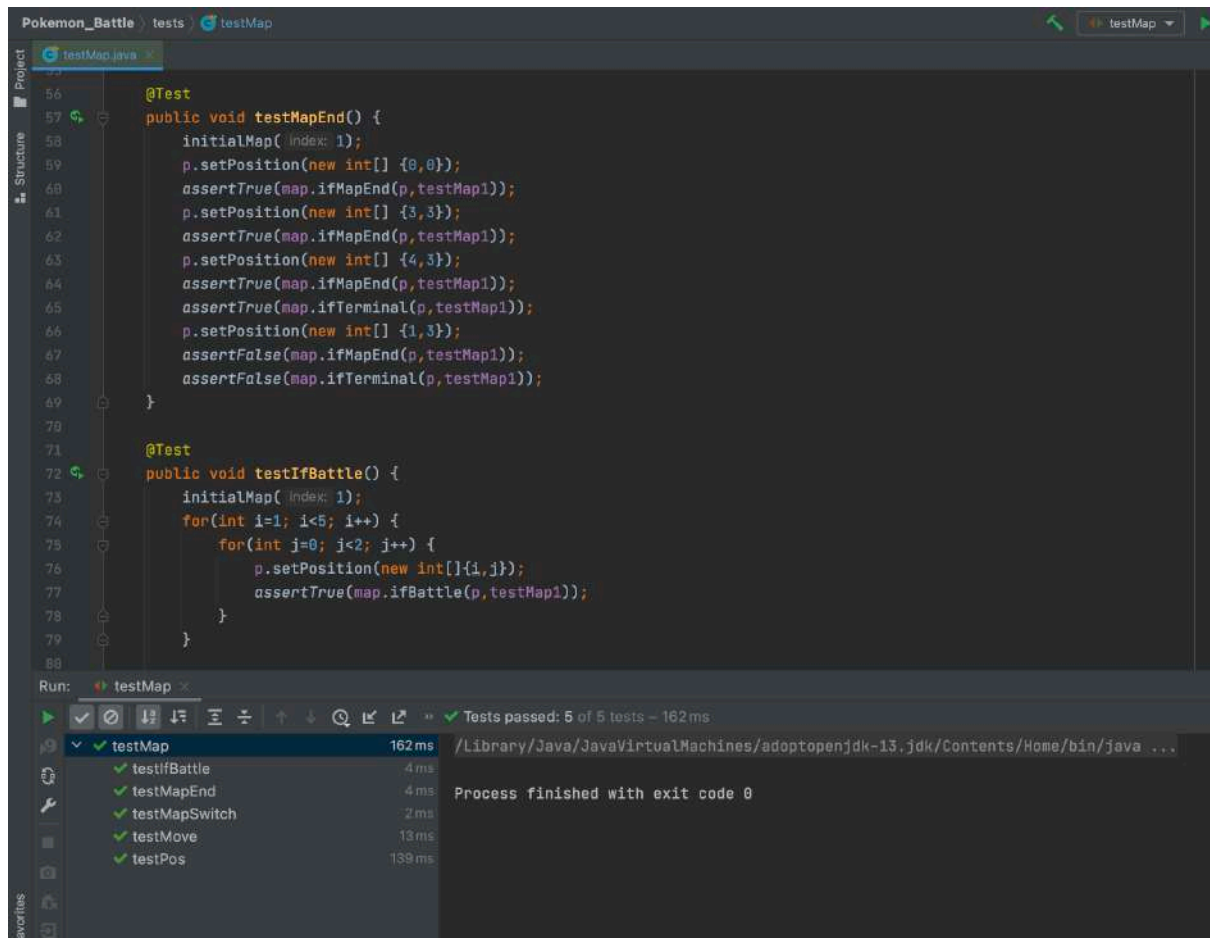 Pokemon_Battle > tests > testMap testMap
testMap.java
Project
Structure
55
56 @Test
57 public void testMapEnd() {
58 initialMap( index: 1);
59 p.setPosition(new int[] {0,0});
60 assertTrue(map.ifMapEnd(p,testMap1));
61 p.setPosition(new int[] {3,3});
62 assertTrue(map.ifMapEnd(p,testMap1));
63 p.setPosition(new int[] {4,3});
64 assertTrue(map.ifMapEnd(p,testMap1));
65 assertTrue(map.ifTerminal(p,testMap1));
66 p.setPosition(new int[] {1,3});
67 assertFalse(map.ifMapEnd(p,testMap1));
68 assertFalse(map.ifTerminal(p,testMap1));
69 }
70
71 @Test
72 public void testIfBattle() {
73 initialMap( index: 1);
74 for(int i=1; i<5; i++) {
75 for(int j=0; j<2; j++) {
76 p.setPosition(new int[]{i,j});
77 assertTrue(map.ifBattle(p,testMap1));
78 }
79 }
80
Run: testMap
» Tests passed: 5 of 5 tests – 162 ms
testMap 162 ms /Library/Java/JavaVirtualMachines/adoptopenjdk-13.jdk/Contents/Home/bin/java ...
testIfBattle 4 ms
testMapEnd 4 ms Process finished with exit code 0
testMapSwitch 2 ms
testMove 13 ms
testPos 139 ms
avorites